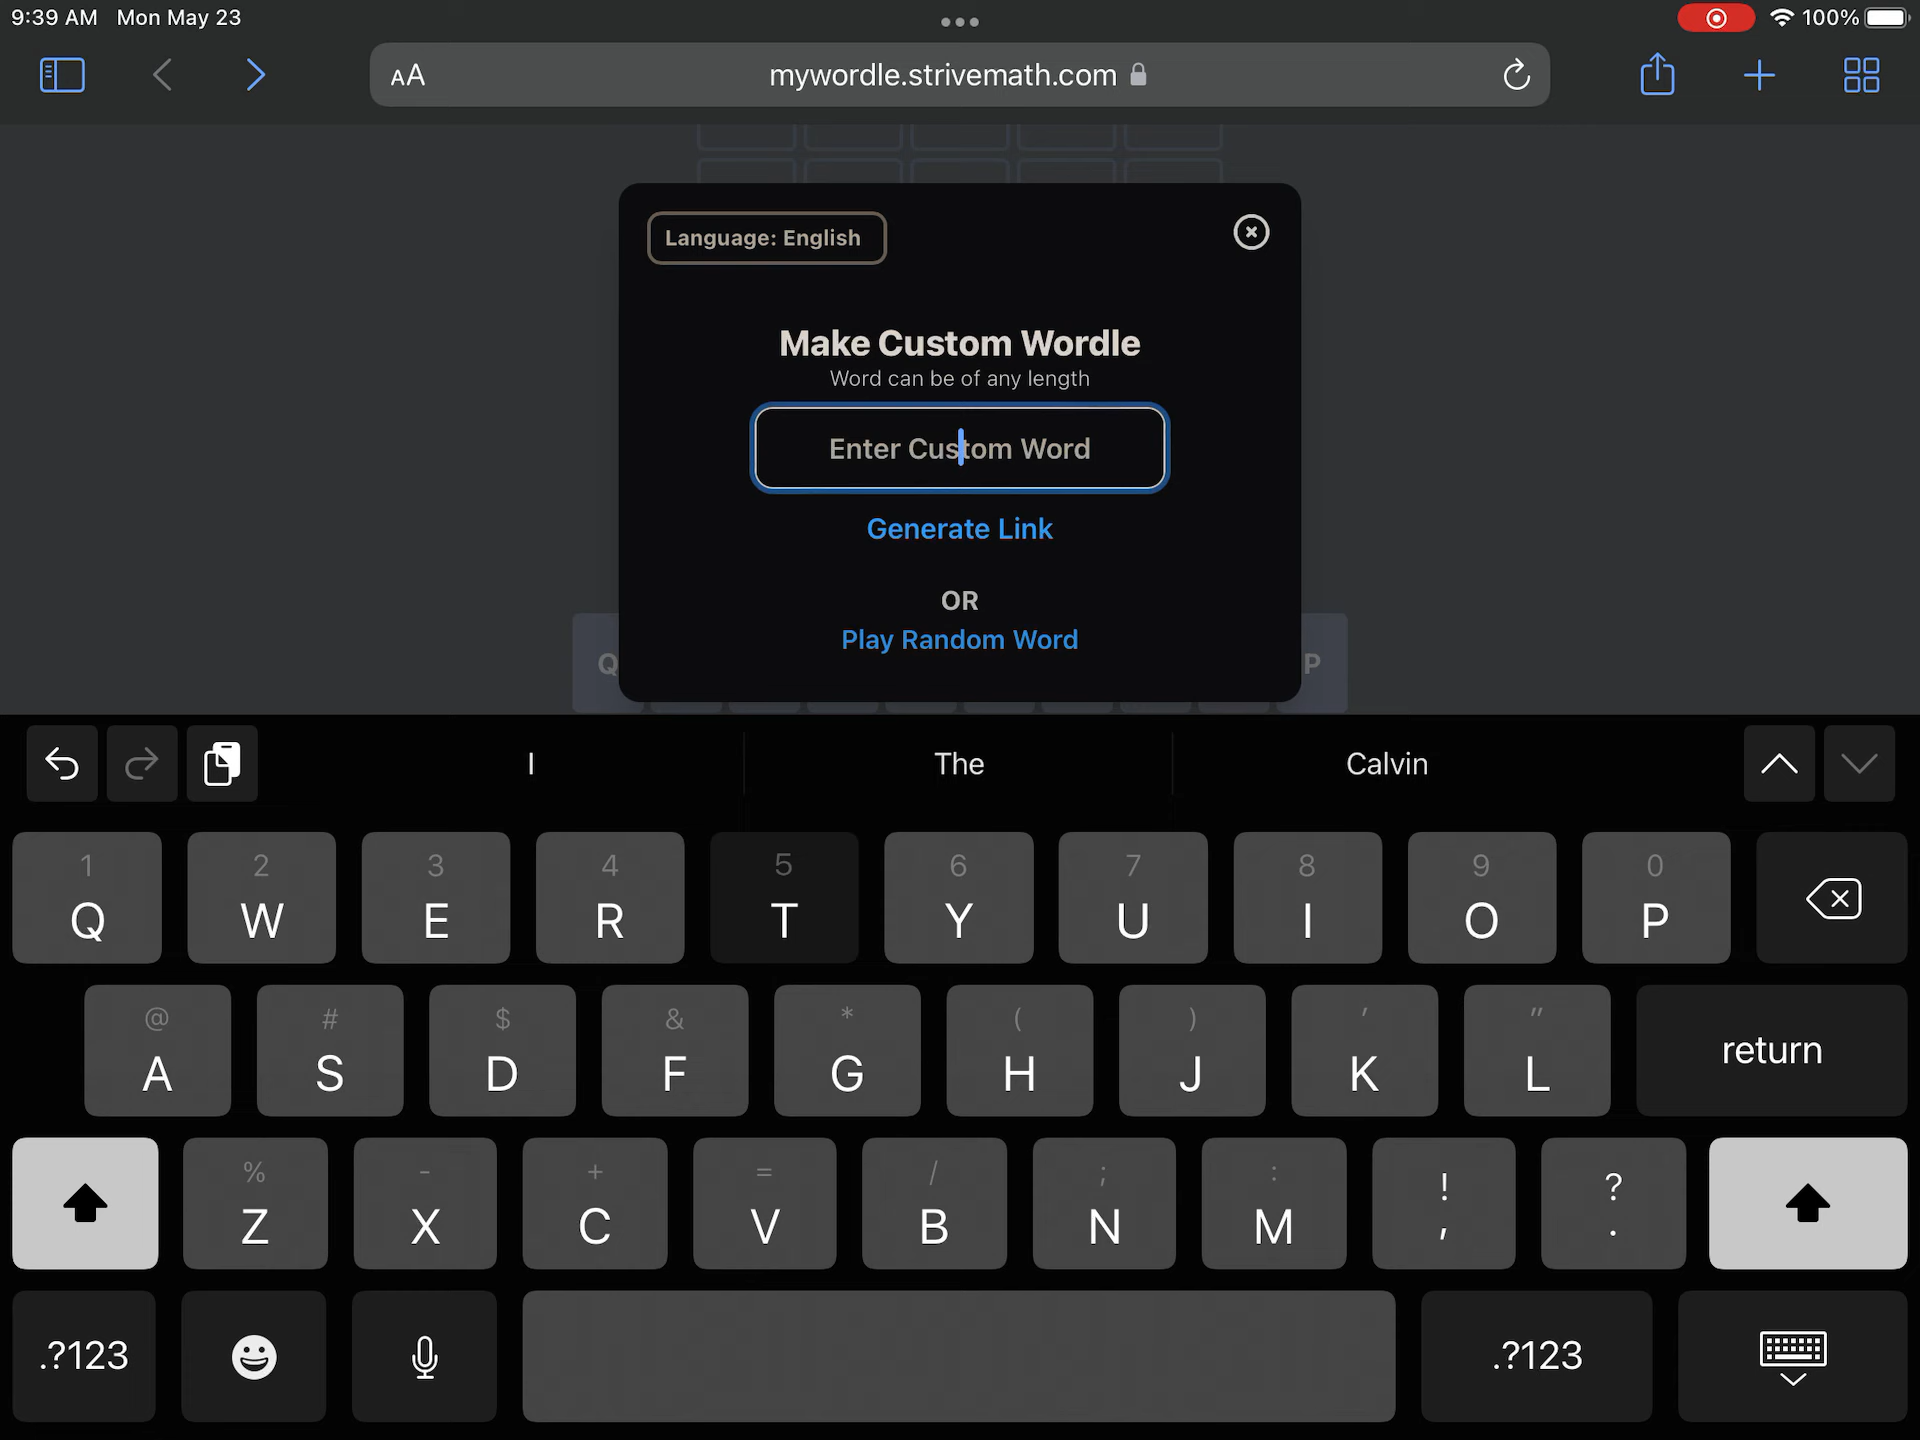 9:39 AM Mon May 23
100%
AA
mywordle.strivemath.com
Language: English
Make Custom Wordle
Word can be of any length
Enter Custom Word
Generate Link
OR
Play Random Word
Q P
I The Calvin
1 2 3 4 5 6 7 8 9 0
Q W E R T Y U I O P
@ # $ & * ( ) ' "
A S D F G H J K L return
% - + = / ; : ! ?
Z X C V B N M , .
.?123 .?123